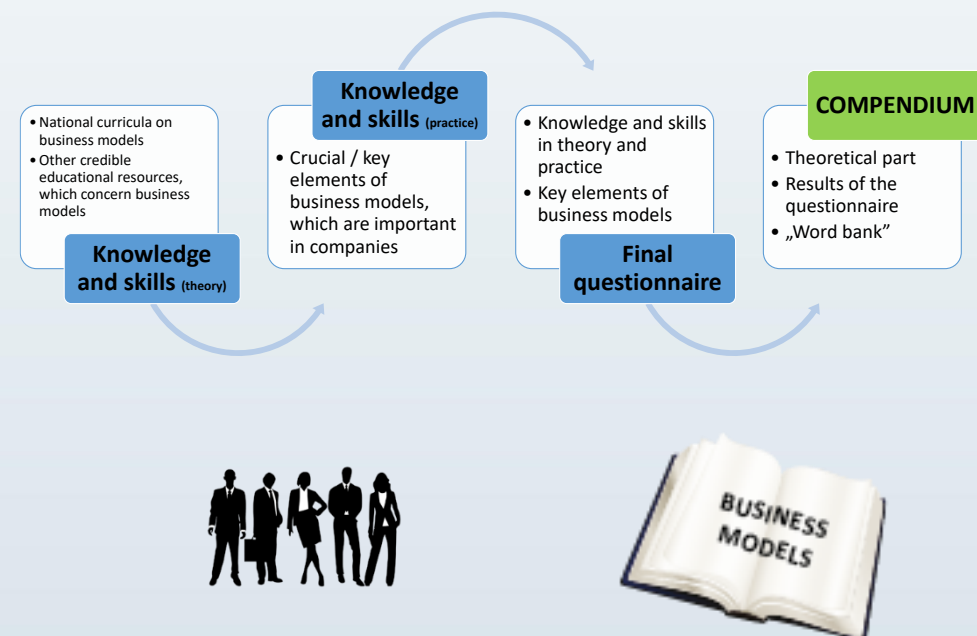 • National curricula on
business models
• Other credible
educational resources,
which concern business
models
Knowledge
and skills (theory)
Knowledge
and skills (practice)
• Crucial / key
elements of
business models,
which are important
in companies
• Knowledge and skills
in theory and
practice
• Key elements of
business models
Final
questionnaire
COMPENDIUM
• Theoretical part
• Results of the
questionnaire
• „Word bank”
BUSINESS
MODELS